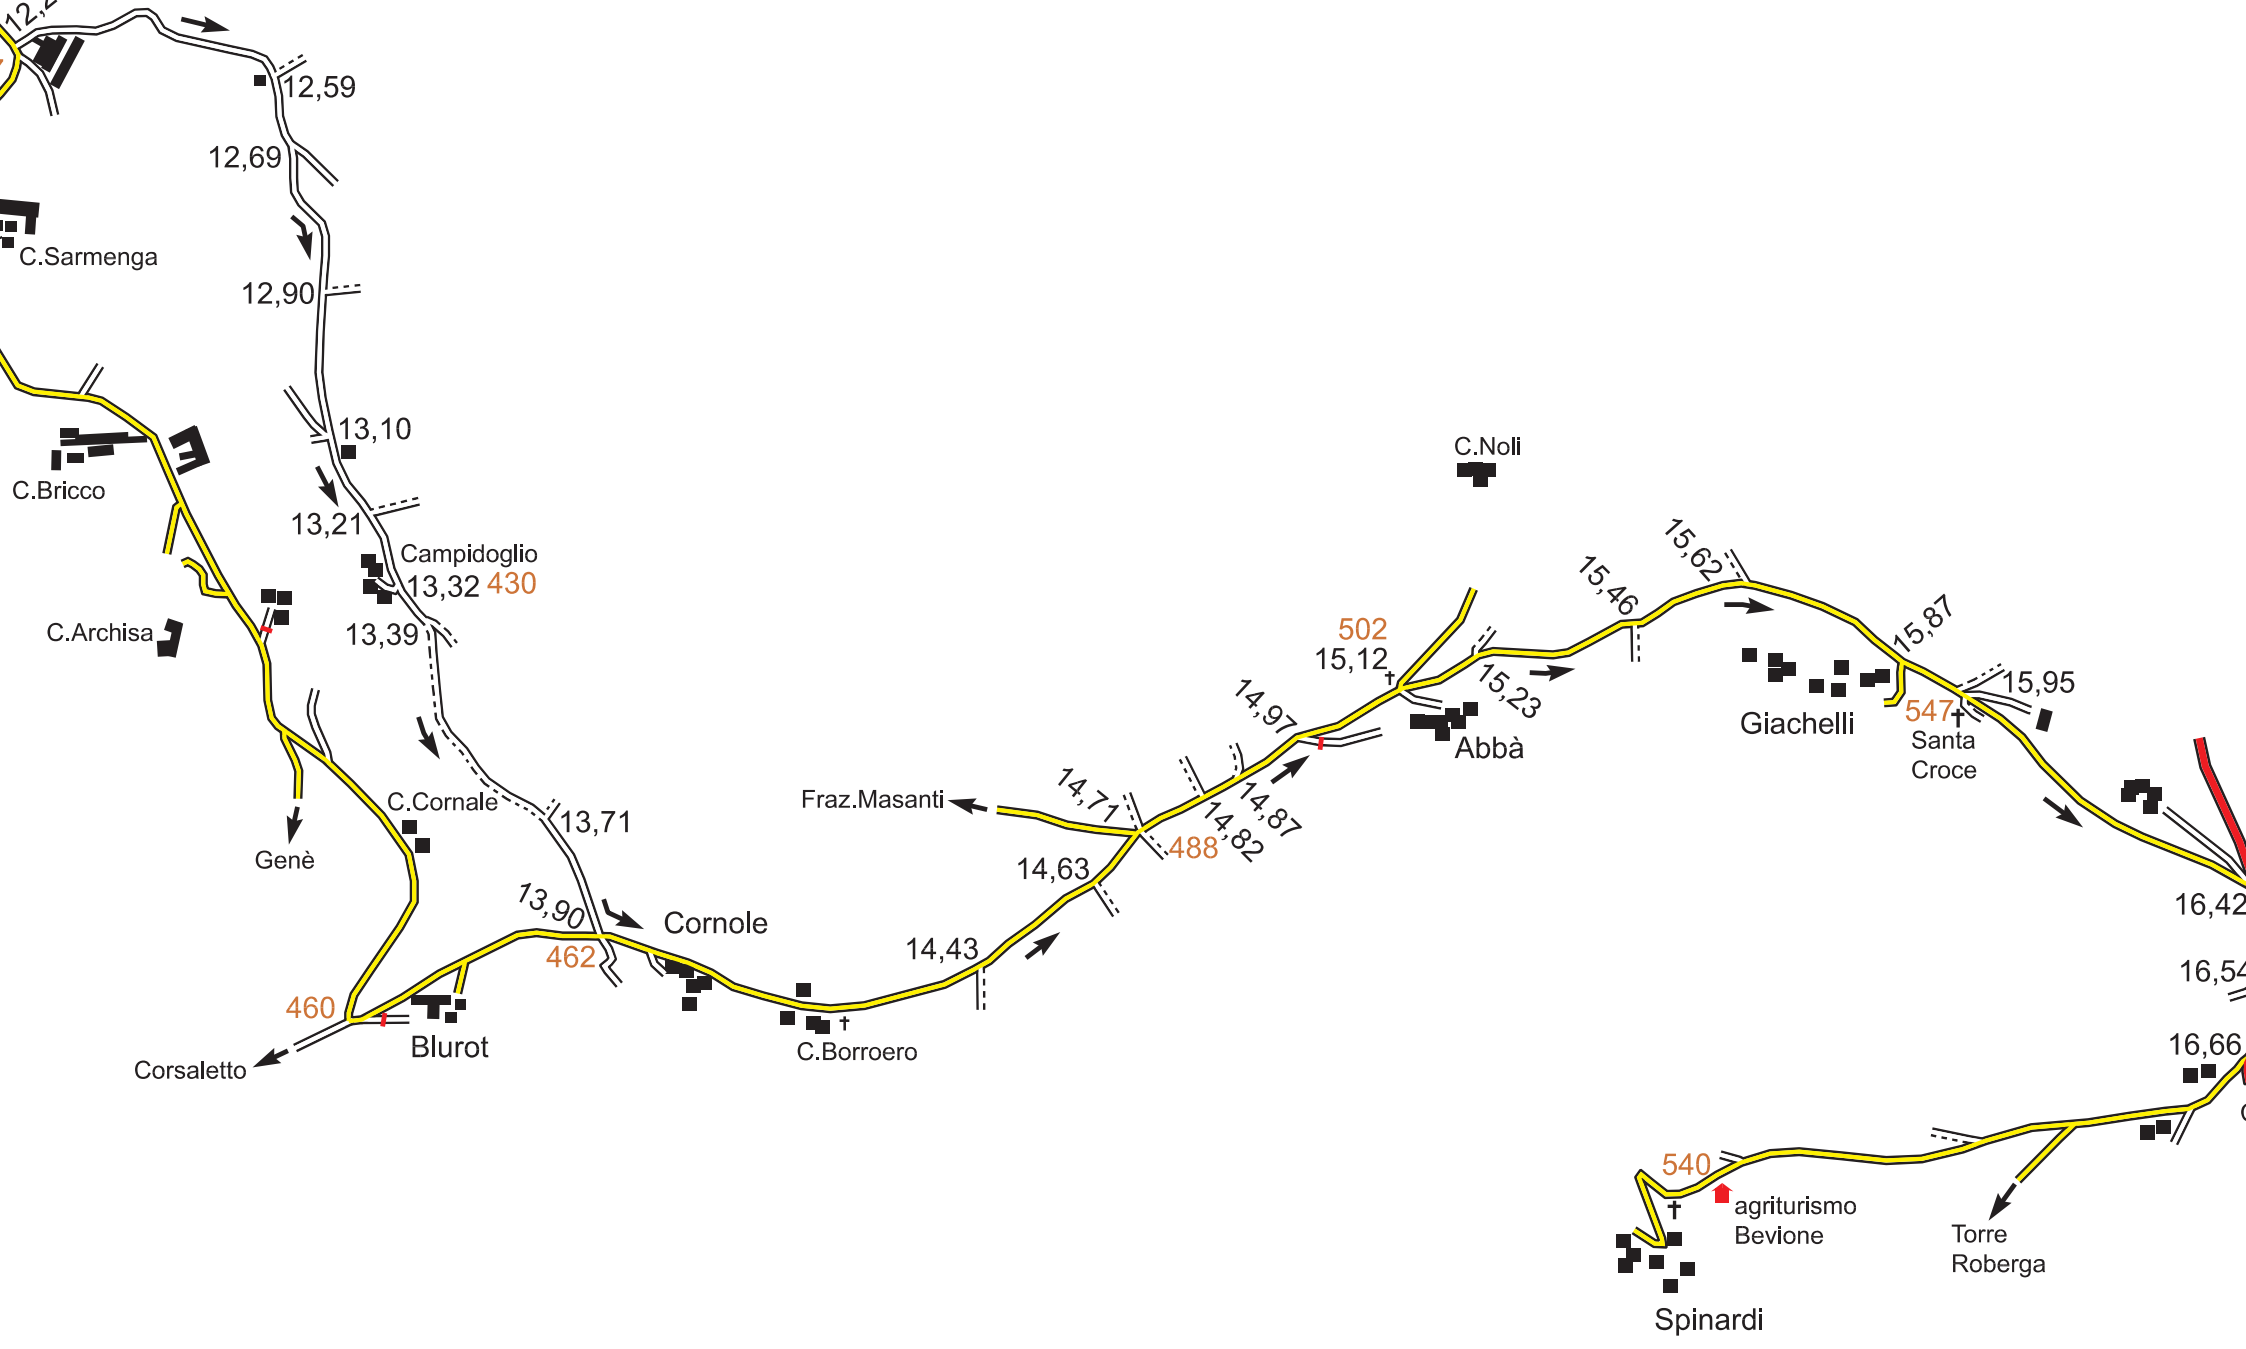 12,59
12,69
C.Sarmenga
12,90
13,10
C.Bricco
13,21
Campidoglio
13,32 430
13,39
C.Archisa
C.Cornale
13,71
Genè
13,90
462
Cornole
460
Blurot
Corsaletto
C.Borroero
14,43
14,63
Fraz.Masanti
14,71
488
14,82
14,87
14,97
502
15,12
Abbà
C.Noli
15,23
15,46
15,62
Giachelli
15,87
15,95
547
Santa
Croce
16,42
16,54
16,66
540
agriturismo
Bevione
Torre
Roberga
Spinardi